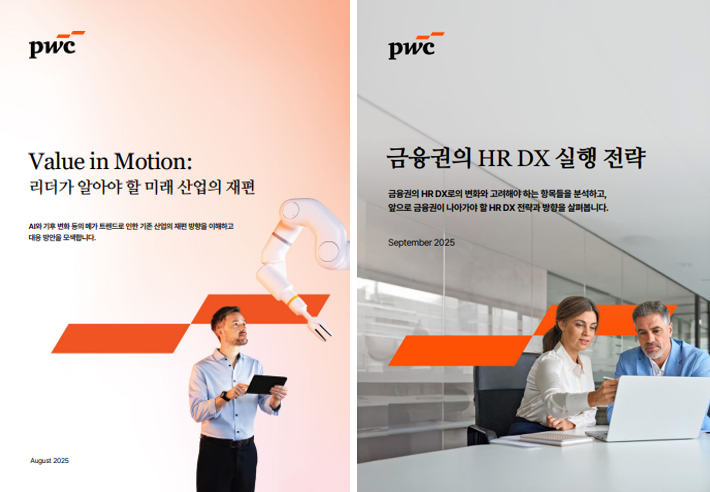 pwc
Value in Motion:
리더가 알아야 할 미래 산업의 재편
AI와 기후 변화 등의 메가 트렌드로 인한 기존 산업의 재편 방향을 이해하고
대응 방안을 모색합니다.
August 2025
pwc
금융권의 HR DX 실행 전략
금융권의 HR DX로의 변화와 고려해야 하는 항목들을 분석하고,
앞으로 금융권이 나아가야 할 HR DX 전략과 방향을 살펴봅니다.
September 2025